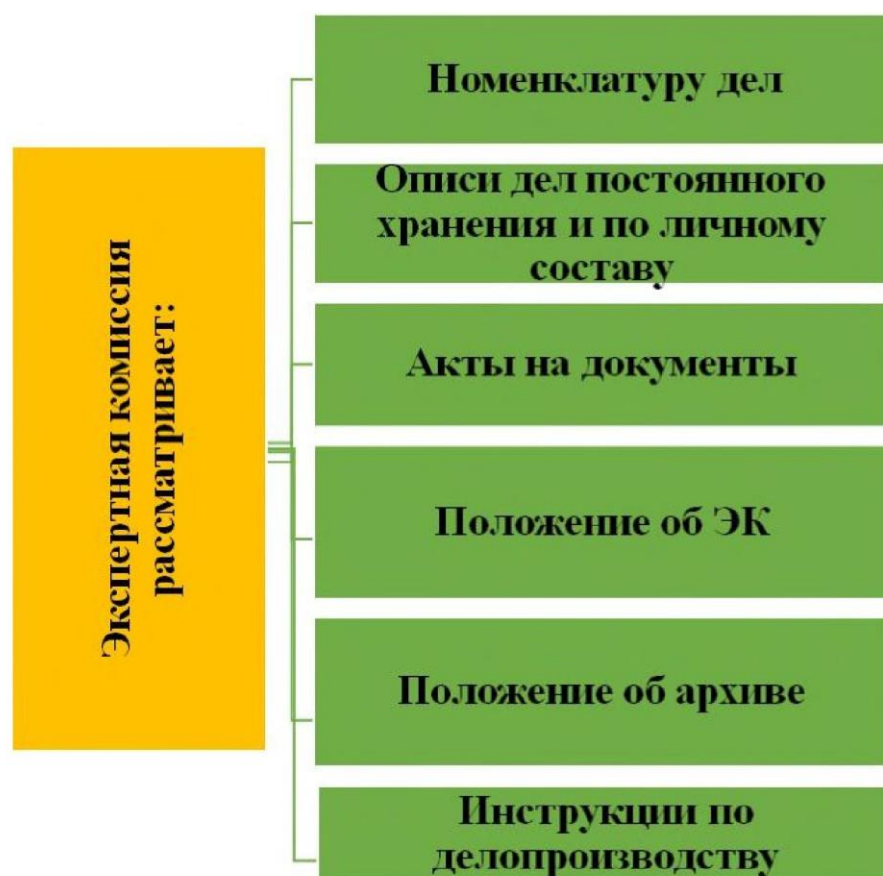 Экспертная комиссия
рассматривает:
Номенклатуру дел
Описи дел постоянного
хранения и по личному
составу
Акты на документы
Положение об ЭК
Положение об архиве
Инструкции по
делопроизводству